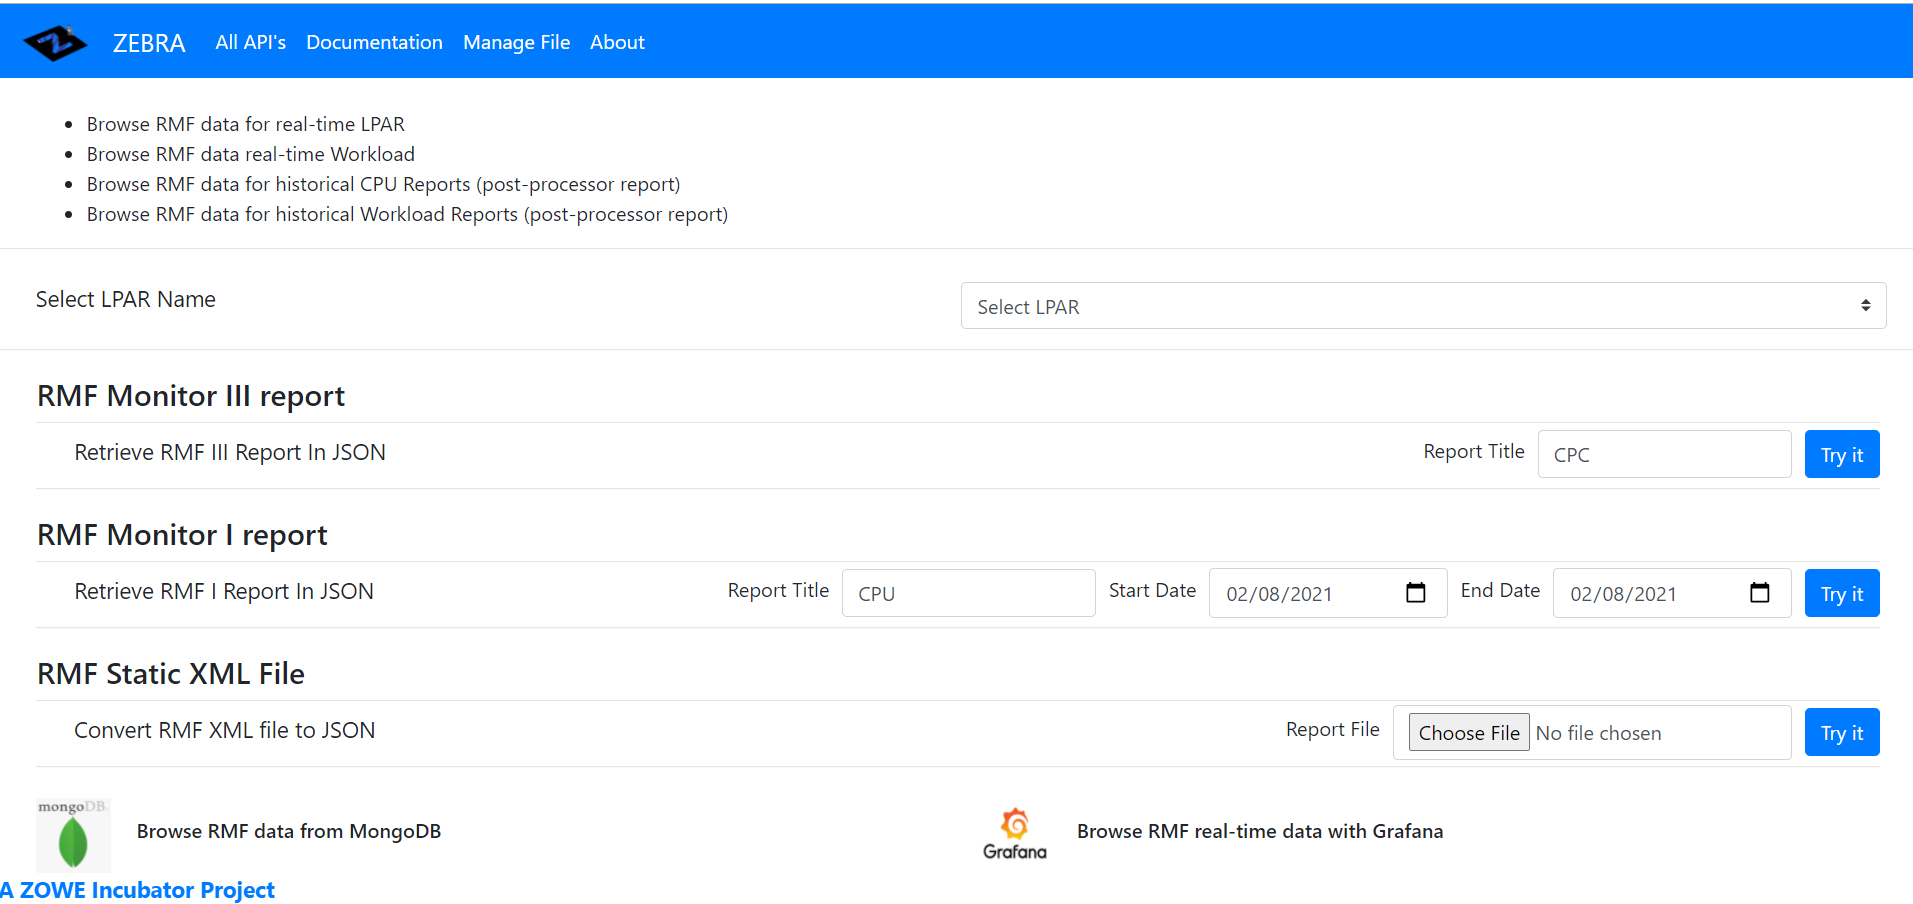 ZEBRA All API's Documentation Manage File About
Browse RMF data for real-time LPAR
Browse RMF data real-time Workload
Browse RMF data for historical CPU Reports (post-processor report)
Browse RMF data for historical Workload Reports (post-processor report)
Select LPAR Name Select LPAR
RMF Monitor III report
Retrieve RMF III Report In JSON Report Title CPC Try it
RMF Monitor I report
Retrieve RMF I Report In JSON Report Title CPU Start Date 02/08/2021 End Date 02/08/2021 Try it
RMF Static XML File
Convert RMF XML file to JSON Report File Choose File No file chosen Try it
mongoDB. Browse RMF data from MongoDB Grafana Browse RMF real-time data with Grafana
A ZOWE Incubator Project